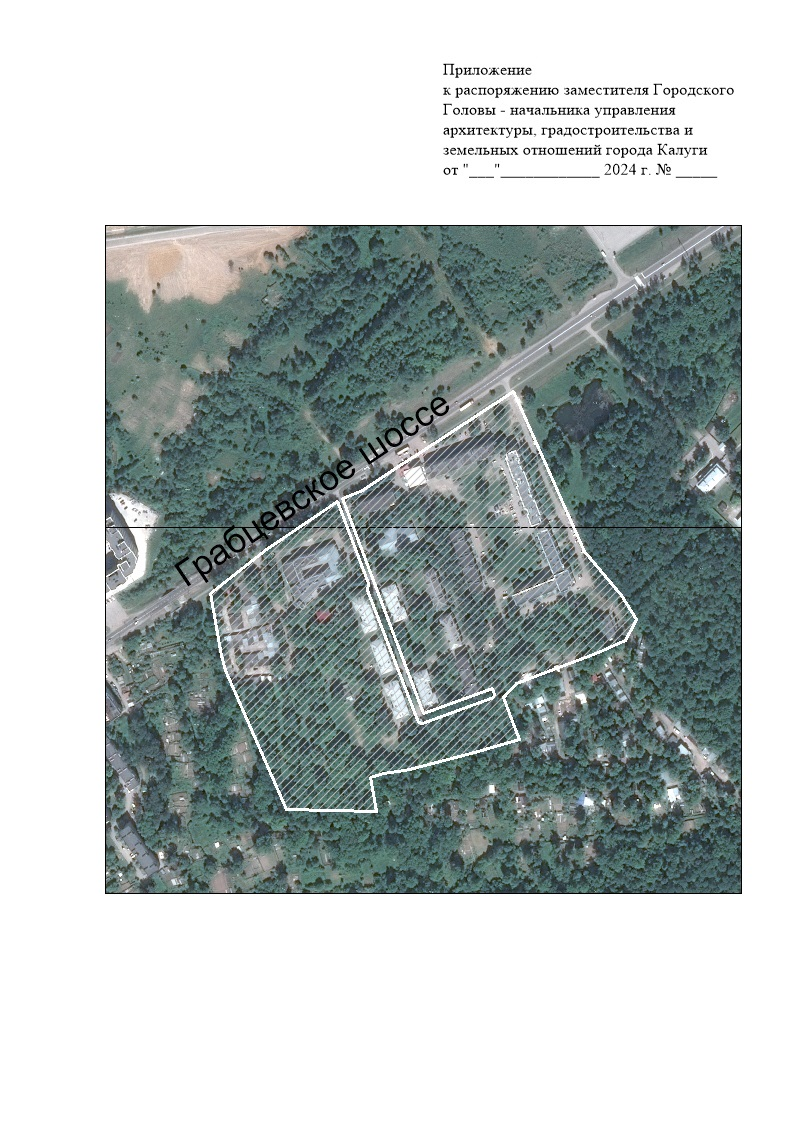 Приложение
к распоряжению заместителя Городского
Головы - начальника управления
архитектуры, градостроительства и
земельных отношений города Калуги
от "___"____________ 2024 г. № _____
Грабцевское шоссе